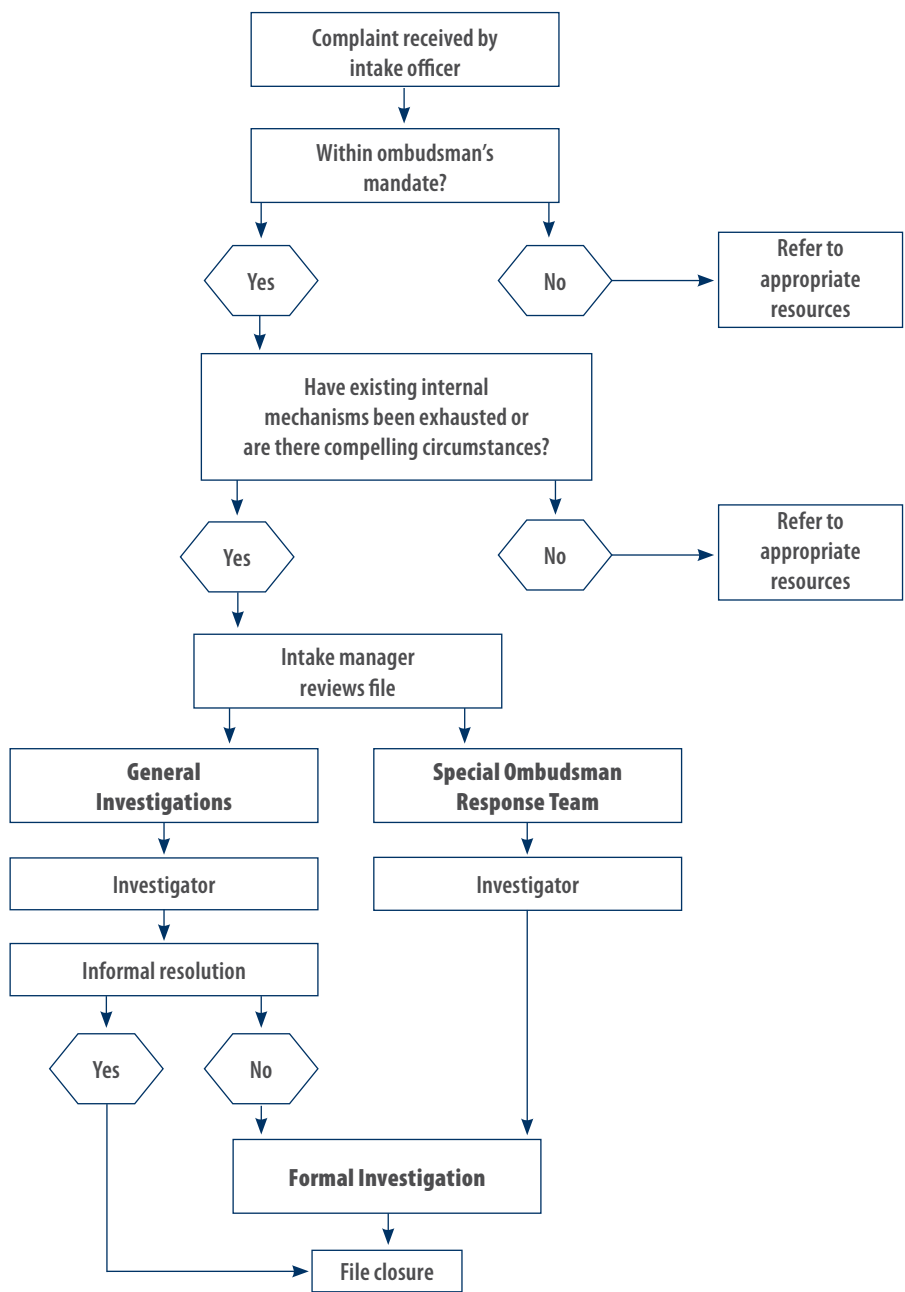 Complaint received by
intake officer
Within ombudsman's
mandate?
Yes
No
Refer to
appropriate
resources
Have existing internal
mechanisms been exhausted or
are there compelling circumstances?
Yes
No
Refer to
appropriate
resources
Intake manager
reviews file
General
Investigations
Special Ombudsman
Response Team
Investigator
Investigator
Informal resolution
Yes
No
Formal Investigation
File closure